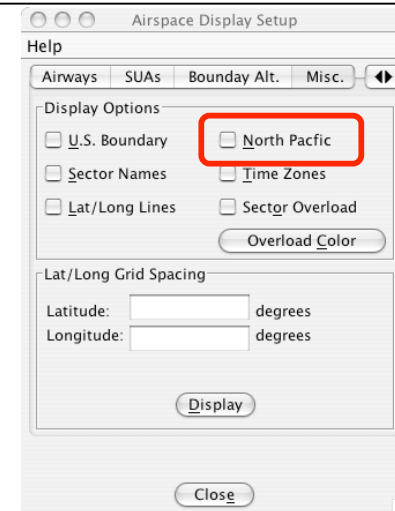 Airspace Display Setup
Help
Airways SUAs Bounday Alt. Misc.
Display Options
U.S. Boundary North Pacfic
Sector Names Time Zones
Lat/Long Lines Sector Overload
Overload Color
Lat/Long Grid Spacing
Latitude: degrees
Longitude: degrees
Display
Close